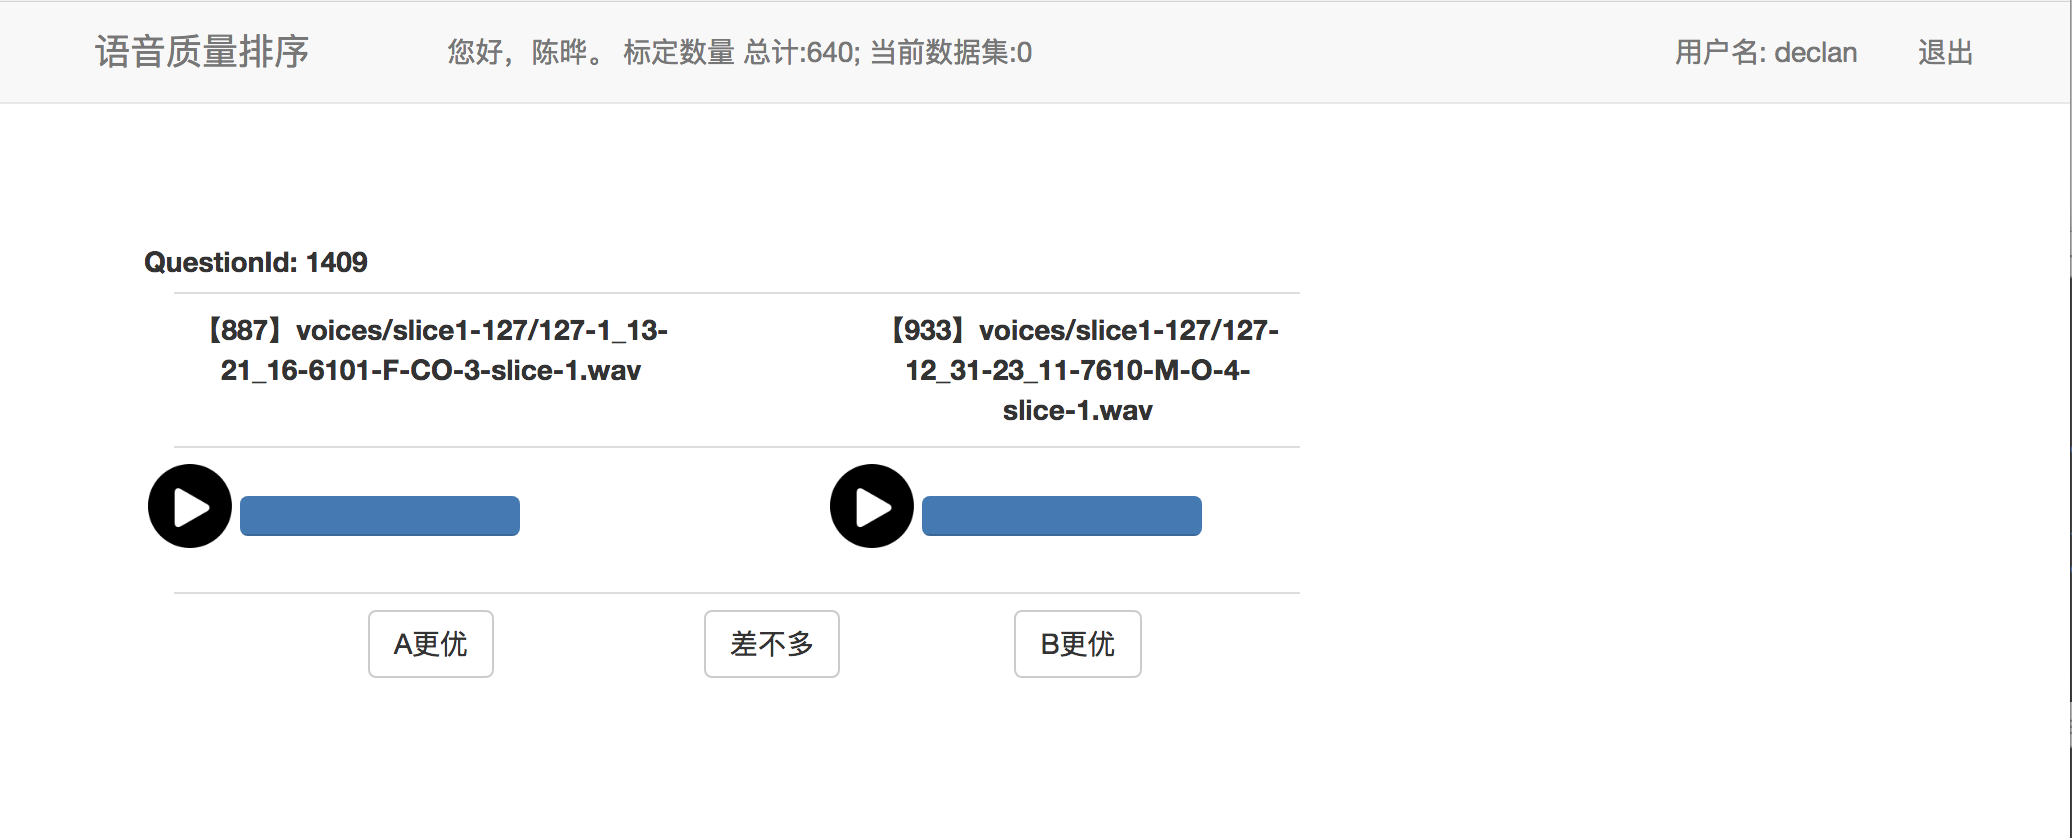 语音质量排序
您好，陈晔。 标定数量 总计:640; 当前数据集:0
用户名: declan
退出
QuestionId: 1409
【887】voices/slice1-127/127-1_13-
21_16-6101-F-CO-3-slice-1.wav
【933】voices/slice1-127/127-
12_31-23_11-7610-M-O-4-
slice-1.wav
A更优
差不多
B更优